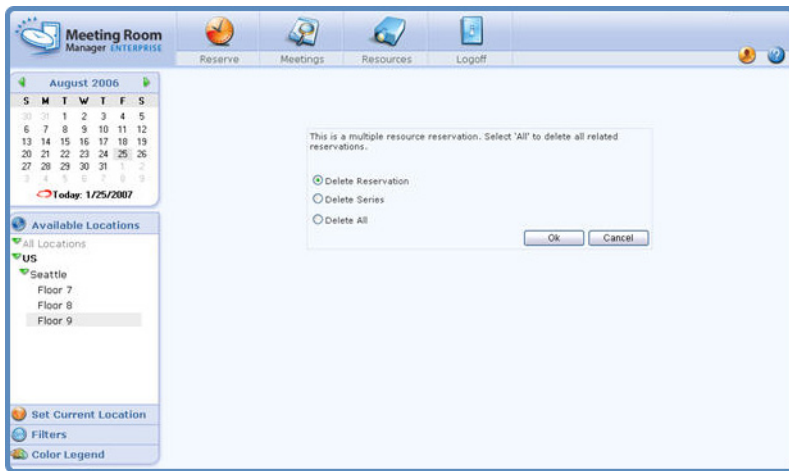 Meeting Room
Manager ENTERPRISE
Reserve
Meetings
Resources
Logoff
August 2006
S M T W T F S
30 31 1 2 3 4 5
6 7 8 9 10 11 12
13 14 15 16 17 18 19
20 21 22 23 24 25 26
27 28 29 30 31 1 2
3 4 5 6 7 8 9
Today: 1/25/2007
Available Locations
All Locations
US
Seattle
Floor 7
Floor 8
Floor 9
Set Current Location
Filters
Color Legend
This is a multiple resource reservation. Select 'All' to delete all related
reservations.
Delete Reservation
Delete Series
Delete All
Ok Cancel